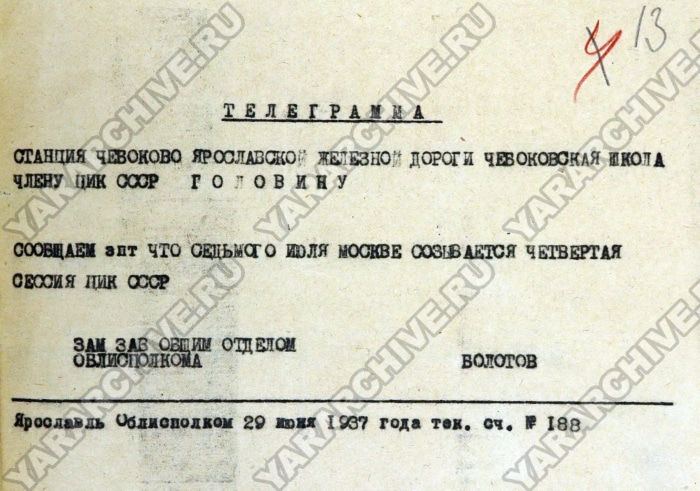 13
ТЕЛЕГРАММА
СТАНЦИЯ ЧЕБОКОВО ЯРОСЛАВСКОЙ ЖЕЛЕЗНОЙ ДОРОГИ ЧЕБОКОВСКАЯ ШКОЛА
ЧЛЕНУ ЦИК СССР ГОЛОВИНУ
СООБЩАЕМ зпт ЧТО СЕДЬМОГО ИЮЛЯ МОСКВЕ СОЗЫВАЕТСЯ ЧЕТВЕРТАЯ
СЕССИЯ ЦИК СССР
ЗАМ ЗАВ ОБЩИМ ОТДЕЛОМ
ОБЛИСПОЛКОМА БОЛОТОВ
Ярославль Облисполком 29 июня 1937 года тек. сч. № 188
YARARCHIVE.RU